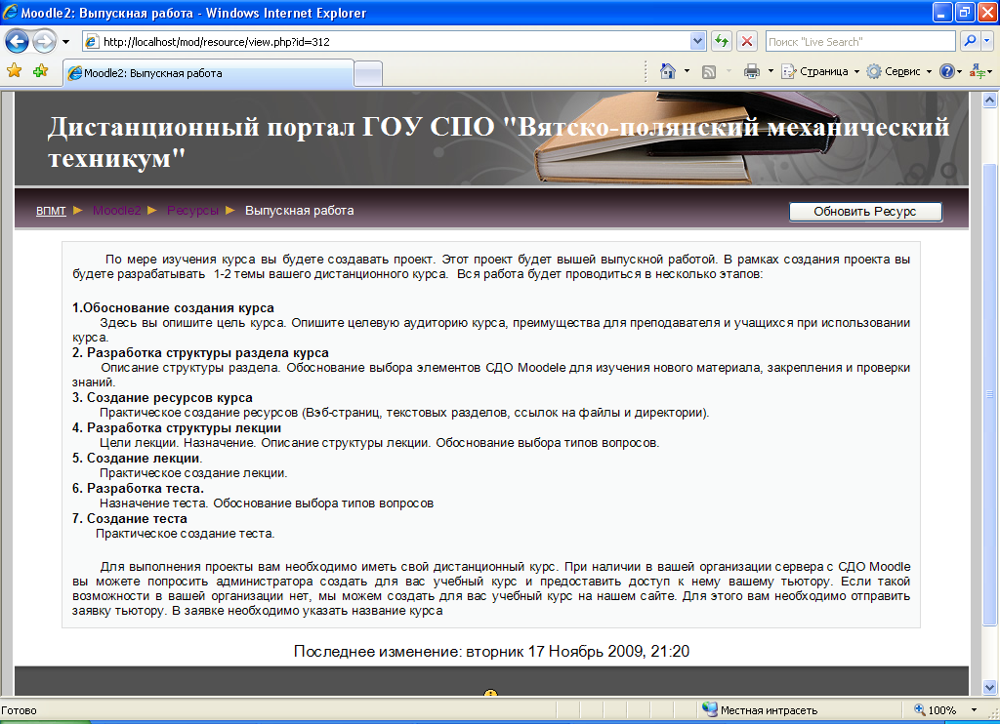 Moodle2: Выпускная работа - Windows Internet Explorer
http://localhost/mod/resource/view.php?id=312
Поиск "Live Search"
Moodle2: Выпускная работа
Страница
Сервис
Дистанционный портал ГОУ СПО "Вятско-полянский механический
техникум"
ВПМТ
Moodle2
Ресурсы
Выпускная работа
Обновить Ресурс
По мере изучения курса вы будете создавать проект. Этот проект будет вышей выпускной работой. В рамках создания проекта вы
будете разрабатывать 1-2 темы вашего дистанционного курса. Вся работа будет проводиться в несколько этапов:
1.Обоснование создания курса
Здесь вы опишите цель курса. Опишите целевую аудиторию курса, преимущества для преподавателя и учащихся при использовании
курса.
2. Разработка структуры раздела курса
Описание структуры раздела. Обоснование выбора элементов СДО Moodele для изучения нового материала, закрепления и проверки
знаний.
3. Создание ресурсов курса
Практическое создание ресурсов (Вэб-страниц, текстовых разделов, ссылок на файлы и директории).
4. Разработка структуры лекции
Цели лекции. Назначение. Описание структуры лекции. Обоснование выбора типов вопросов.
5. Создание лекции.
Практическое создание лекции.
6. Разработка теста.
Назначение теста. Обоснование выбора типов вопросов
7. Создание теста
Практическое создание теста.
Для выполнения проекты вам необходимо иметь свой дистанционный курс. При наличии в вашей организации сервера с СДО Moodle
вы можете попросить администратора создать для вас учебный курс и предоставить доступ к нему вашему тьютору. Если такой
возможности в вашей организации нет, мы можем создать для вас учебный курс на нашем сайте. Для этого вам необходимо отправить
заявку тьютору. В заявке необходимо указать название курса
Последнее изменение: вторник 17 Ноябрь 2009, 21:20
Готово
Местная интрасеть
100%